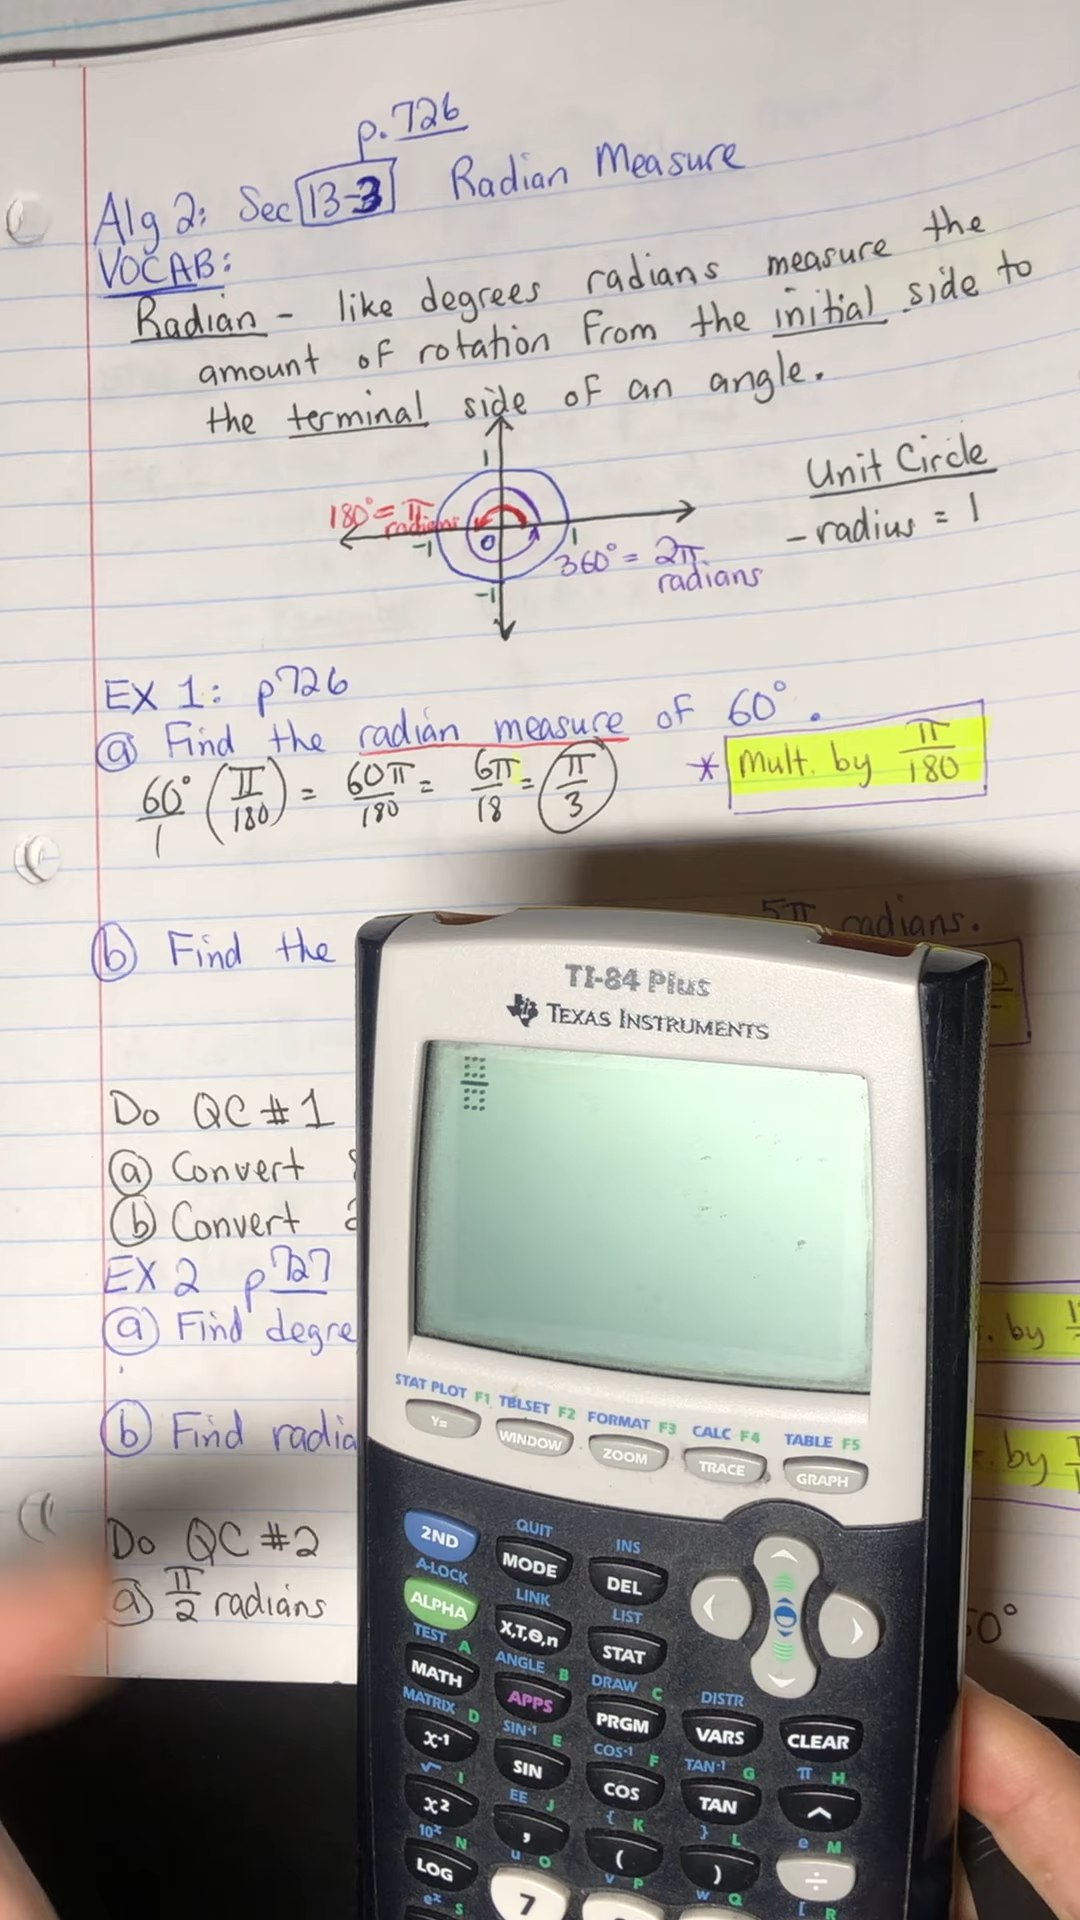 p. 726
Alg 2: Sec 13-3 Radian Measure
VOCAB:
Radian - like degrees radians measure the
amount of rotation from the initial side to
the terminal side of an angle.
1
180° = π
radians
-1
0
1
360° = 2π
radians
-1
Unit Circle
- radius = 1
EX 1: p726
a) Find the radian measure of 60°.
* Mult. by π/180
60°/1 (π/180) = 60π/180 = 6π/18 = π/3
b) Find the
5π radians.
Do QC #1
a) Convert
b) Convert
EX 2 p727
a) Find degre
. by
b) Find radia
. by
Do QC #2
a) π/2 radians
50°
TI-84 Plus
TEXAS INSTRUMENTS
STAT PLOT F1 TBLSET F2 FORMAT F3 CALC F4 TABLE F5
Y= WINDOW ZOOM TRACE GRAPH
QUIT INS
2ND MODE DEL
A-LOCK LINK LIST
ALPHA X,T,θ,n STAT
TEST A ANGLE B DRAW C DISTR
MATH APPS PRGM VARS CLEAR
MATRIX D SIN-1 E COS-1 F TAN-1 G π H
x-1 SIN COS TAN ^
√ I EE J { K } L e M
x² , ( ) ÷
10x N u O v P w Q [ R
LOG 7
ex S